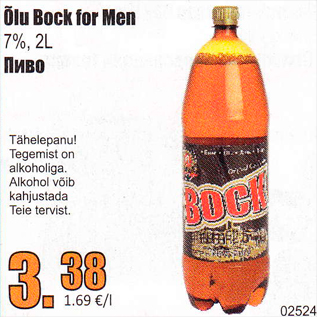 Õlu Bock for Men
7%, 2L
Пиво
Tähelepanu!
Tegemist on
alkoholiga.
Alkohol võib
kahjustada
Teie tervist.
BOCK
3.38
1.69 €/l
02524